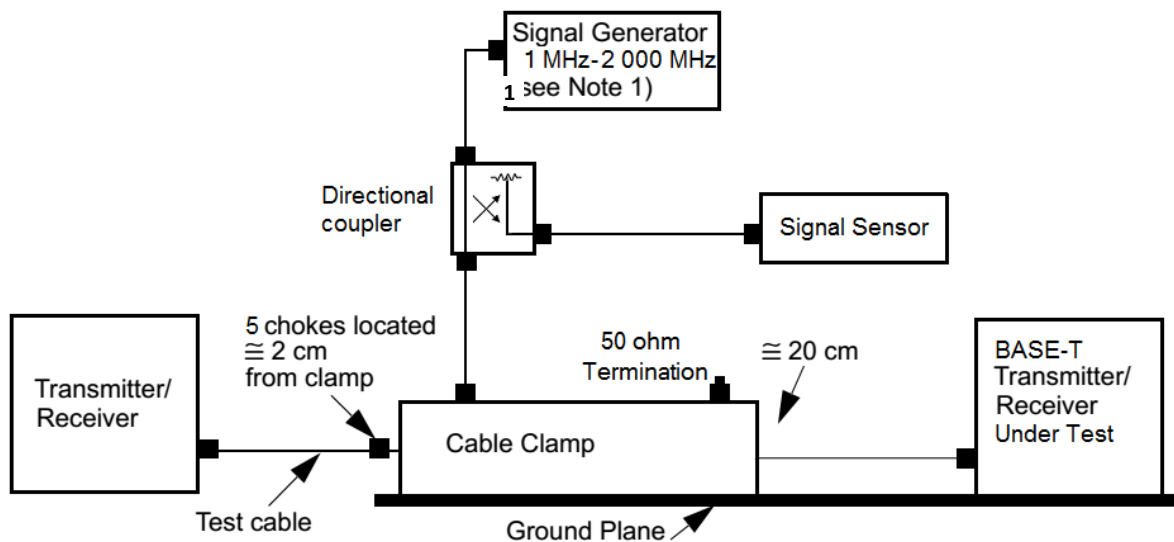 Signal Generator
1 MHz-2 000 MHz
1 see Note 1)
Directional
coupler
Signal Sensor
5 chokes located
≅ 2 cm
from clamp
50 ohm
Termination
≅ 20 cm
Transmitter/
Receiver
BASE-T
Transmitter/
Receiver
Under Test
Cable Clamp
Test cable
Ground Plane